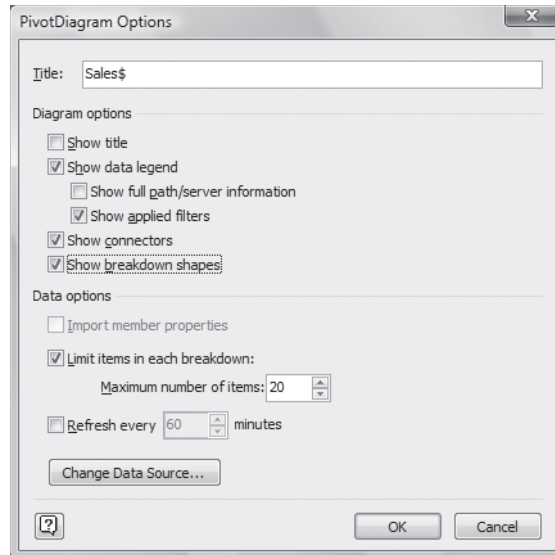 PivotDiagram Options
Title: Sales$
Diagram options
Show title
Show data legend
Show full path/server information
Show applied filters
Show connectors
Show breakdown shapes
Data options
Import member properties
Limit items in each breakdown:
Maximum number of items: 20
Refresh every 60 minutes
Change Data Source...
OK Cancel